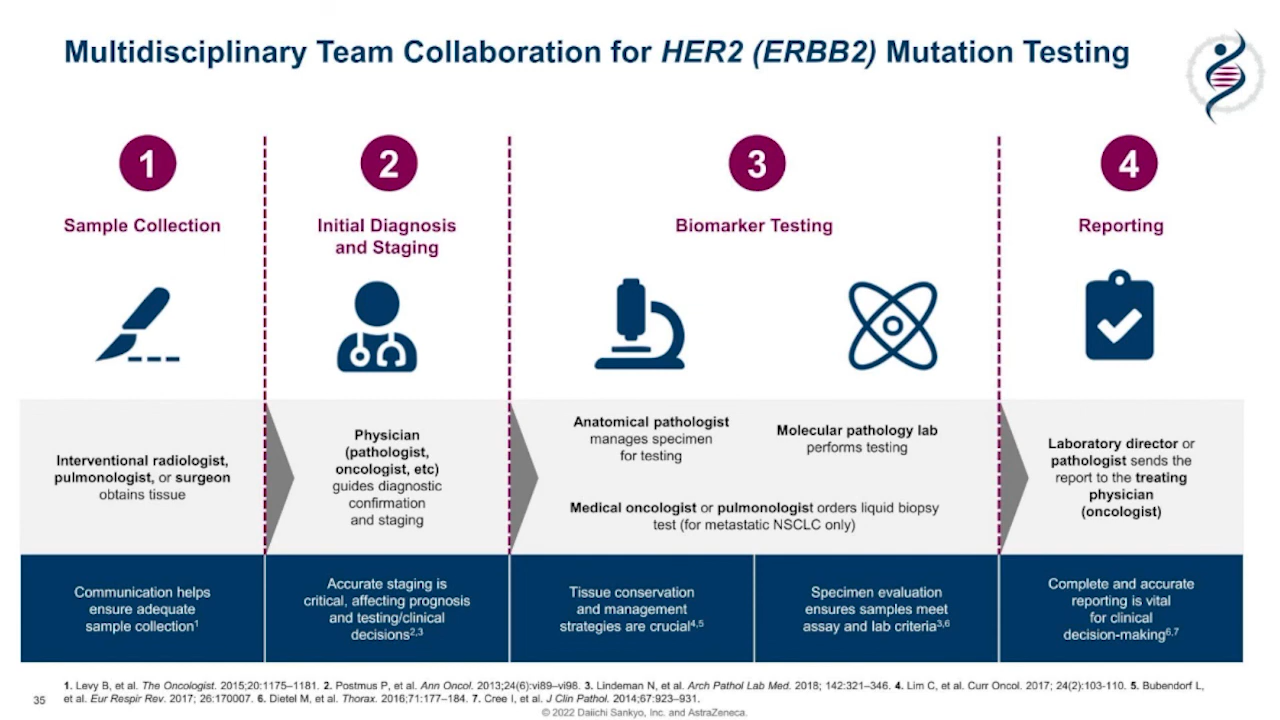 Multidisciplinary Team Collaboration for HER2 (ERBB2) Mutation Testing
1
Sample Collection
2
Initial Diagnosis
and Staging
3
Biomarker Testing
4
Reporting
Interventional radiologist,
pulmonologist, or surgeon
obtains tissue
Physician
(pathologist,
oncologist, etc)
guides diagnostic
confirmation
and staging
Anatomical pathologist
manages specimen
for testing
Molecular pathology lab
performs testing
Medical oncologist or pulmonologist orders liquid biopsy
test (for metastatic NSCLC only)
Laboratory director or
pathologist sends the
report to the treating
physician
(oncologist)
Communication helps
ensure adequate
sample collection1
Accurate staging is
critical, affecting prognosis
and testing/clinical
decisions2,3
Tissue conservation
and management
strategies are crucial4,5
Specimen evaluation
ensures samples meet
assay and lab criteria3,6
Complete and accurate
reporting is vital
for clinical
decision-making6,7
1. Levy B, et al. The Oncologist. 2015;20:1175–1181. 2. Postmus P, et al. Ann Oncol. 2013;24(6):vi89–vi98. 3. Lindeman N, et al. Arch Pathol Lab Med. 2018; 142:321–346. 4. Lim C, et al. Curr Oncol. 2017; 24(2):103-110. 5. Bubendorf L,
et al. Eur Respir Rev. 2017; 26:170007. 6. Dietel M, et al. Thorax. 2016;71:177–184. 7. Cree I, et al. J Clin Pathol. 2014;67:923–931.
35
© 2022 Daiichi Sankyo, Inc. and AstraZeneca.